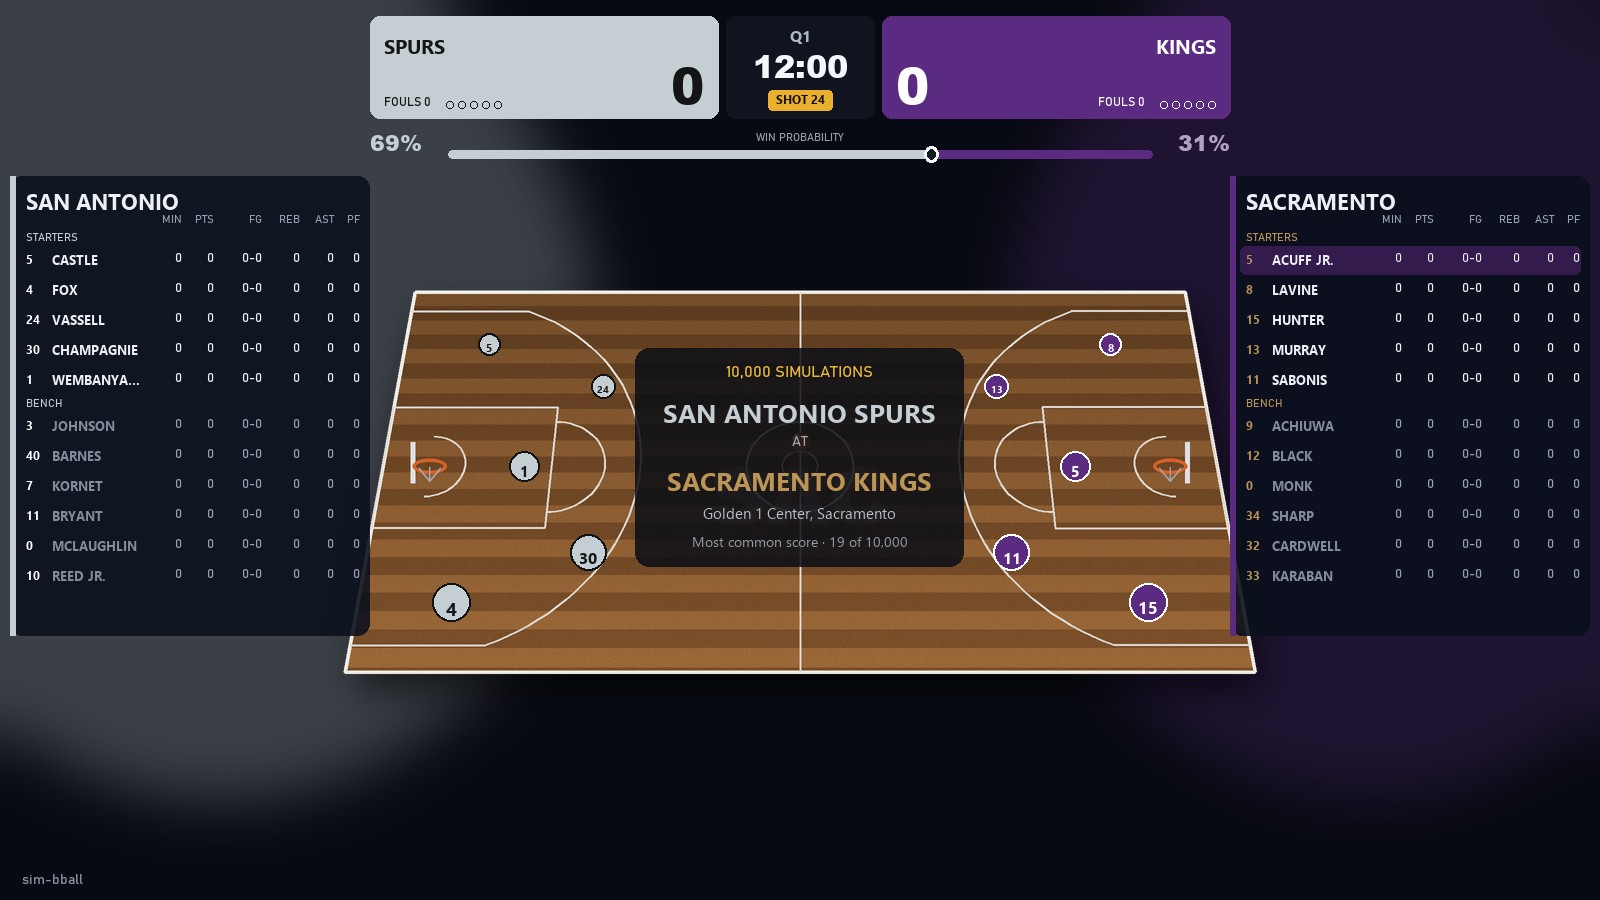 SPURS
0
FOULS 0
Q1
12:00
SHOT 24
KINGS
0
FOULS 0
69%
WIN PROBABILITY
31%
SAN ANTONIO
MIN PTS FG REB AST PF
STARTERS
5 CASTLE 0 0 0-0 0 0 0
4 FOX 0 0 0-0 0 0 0
24 VASSELL 0 0 0-0 0 0 0
30 CHAMPAGNIE 0 0 0-0 0 0 0
1 WEMBANYA... 0 0 0-0 0 0 0
BENCH
3 JOHNSON 0 0 0-0 0 0 0
40 BARNES 0 0 0-0 0 0 0
7 KORNET 0 0 0-0 0 0 0
11 BRYANT 0 0 0-0 0 0 0
0 MCLAUGHLIN 0 0 0-0 0 0 0
10 REED JR. 0 0 0-0 0 0 0
5
24
1
30
4
10,000 SIMULATIONS
SAN ANTONIO SPURS
AT
SACRAMENTO KINGS
Golden 1 Center, Sacramento
Most common score · 19 of 10,000
8
13
5
11
15
SACRAMENTO
MIN PTS FG REB AST PF
STARTERS
5 ACUFF JR. 0 0 0-0 0 0 0
8 LAVINE 0 0 0-0 0 0 0
15 HUNTER 0 0 0-0 0 0 0
13 MURRAY 0 0 0-0 0 0 0
11 SABONIS 0 0 0-0 0 0 0
BENCH
9 ACHIUWA 0 0 0-0 0 0 0
12 BLACK 0 0 0-0 0 0 0
0 MONK 0 0 0-0 0 0 0
34 SHARP 0 0 0-0 0 0 0
32 CARDWELL 0 0 0-0 0 0 0
33 KARABAN 0 0 0-0 0 0 0
sim-bball